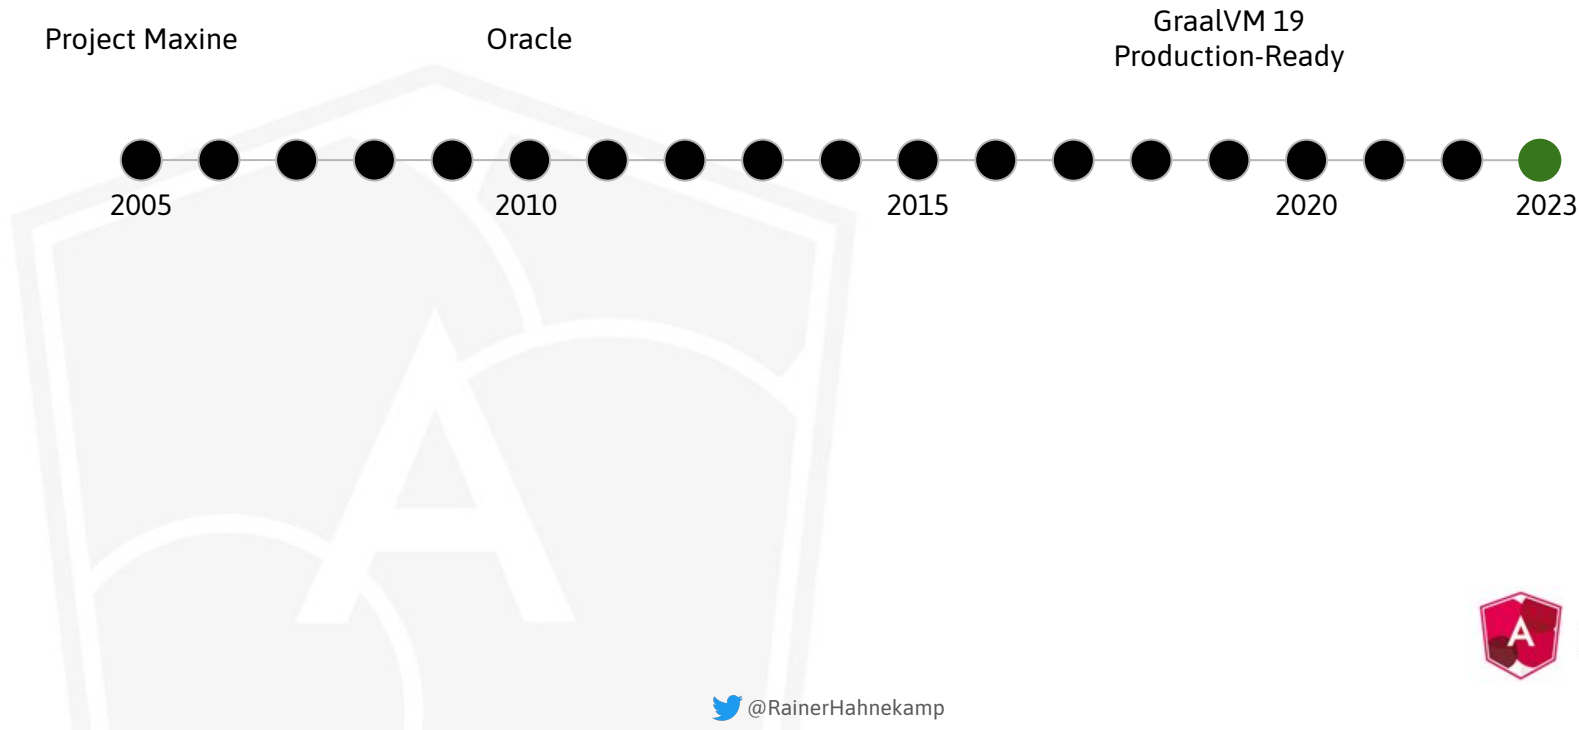 Project Maxine
Oracle
GraalVM 19
Production-Ready
2005
2010
2015
2020
2023
A
A
@RainerHahnekamp